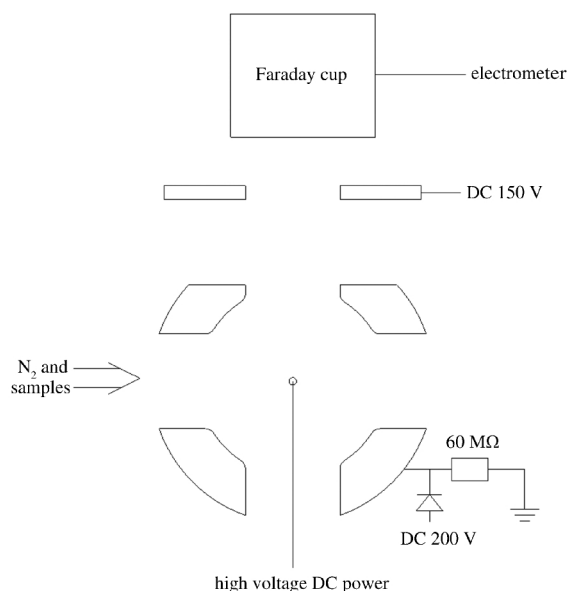 Faraday cup
electrometer
DC 150 V
N₂ and
samples
60 MΩ
DC 200 V
high voltage DC power